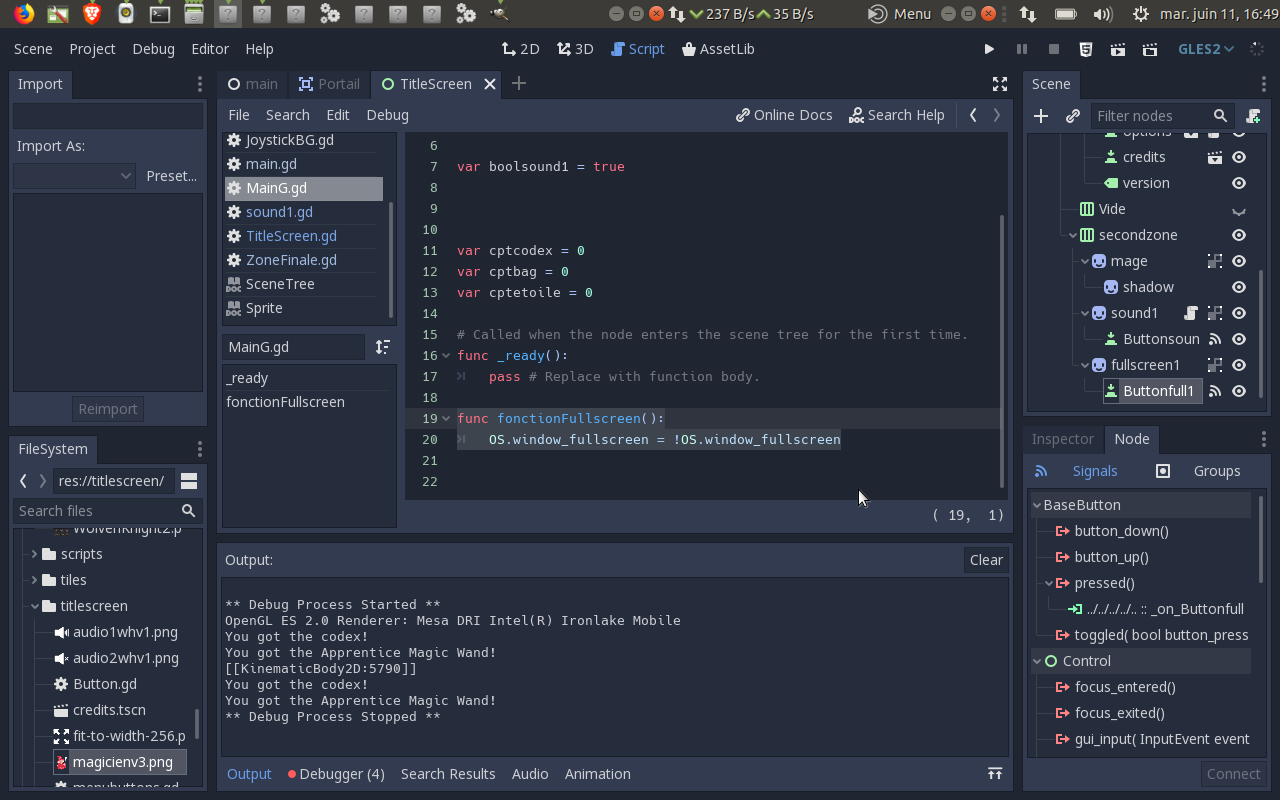 237 B/s 35 B/s Menu mar. juin 11, 16:49
Scene Project Debug Editor Help 2D 3D Script AssetLib GLES2
Import
Import As:
Preset...
Reimport
FileSystem
res://titlescreen/
Search files
WolvenKnight2.p
scripts
tiles
titlescreen
audio1whv1.png
audio2whv1.png
Button.gd
credits.tscn
fit-to-width-256.p
magicienv3.png
menubuttons.gd
main Portail TitleScreen
File Search Edit Debug Online Docs Search Help
JoystickBG.gd
main.gd
MainG.gd
sound1.gd
TitleScreen.gd
ZoneFinale.gd
SceneTree
Sprite
MainG.gd
_ready
fonctionFullscreen
6
7 var boolsound1 = true
8
9
10
11 var cptcodex = 0
12 var cptbag = 0
13 var cptetoile = 0
14
15 # Called when the node enters the scene tree for the first time.
16 func _ready():
17 pass # Replace with function body.
18
19 func fonctionFullscreen():
20 OS.window_fullscreen = !OS.window_fullscreen
21
22
( 19, 1)
Output: Clear
** Debug Process Started **
OpenGL ES 2.0 Renderer: Mesa DRI Intel(R) Ironlake Mobile
You got the codex!
You got the Apprentice Magic Wand!
[[KinematicBody2D:5790]]
You got the codex!
You got the Apprentice Magic Wand!
** Debug Process Stopped **
Output Debugger (4) Search Results Audio Animation
Scene
Filter nodes
options
credits
version
Vide
secondzone
mage
shadow
sound1
Buttonsoun
fullscreen1
Buttonfull1
Inspector Node
Signals Groups
BaseButton
button_down()
button_up()
pressed()
../../../../.. :: _on_Buttonfull
toggled( bool button_press
Control
focus_entered()
focus_exited()
gui_input( InputEvent event
Connect